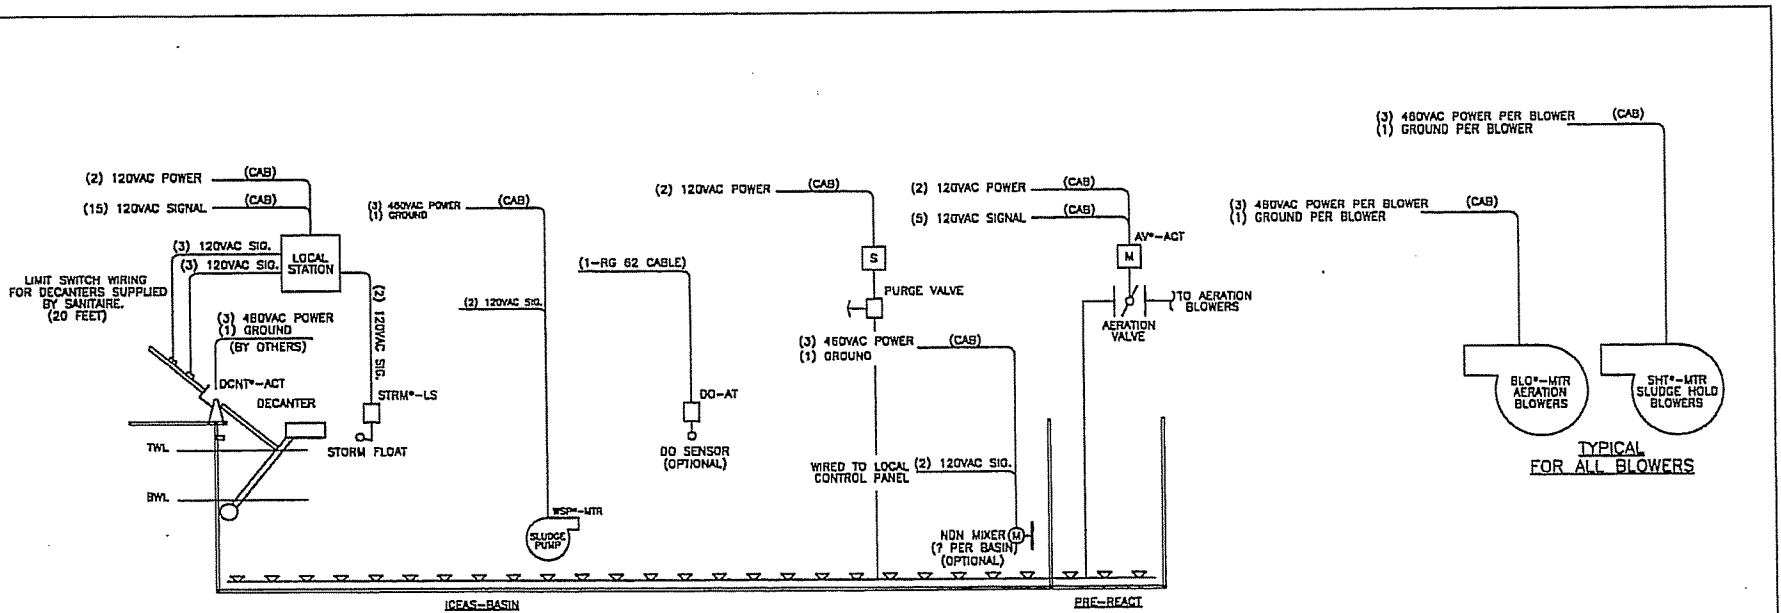 (3) 460VAC POWER PER BLOWER
(1) GROUND PER BLOWER
(CAB)
(2) 120VAC POWER
(CAB)
(15) 120VAC SIGNAL
(CAB)
(3) 120VAC SIG.
(3) 120VAC SIG.
LOCAL
STATION
LIMIT SWITCH WIRING
FOR DECANTERS SUPPLIED
BY SANITAIRE.
(20 FEET)
(3) 460VAC POWER
(1) GROUND
(BY OTHERS)
(2) 120VAC SIG.
DCNT*-ACT
DECANTER
STRM*-LS
STORM FLOAT
TWL
BWL
(3) 460VAC POWER
(1) GROUND
(CAB)
(2) 120VAC SIG.
WSP*-MTR
SLUDGE
PUMP
(1-RG 62 CABLE)
DO-AT
DO SENSOR
(OPTIONAL)
(2) 120VAC POWER
(CAB)
S
PURGE VALVE
(3) 460VAC POWER
(1) GROUND
(CAB)
WIRED TO LOCAL
CONTROL PANEL
(2) 120VAC SIG.
NDN MIXER
(? PER BASIN)
(OPTIONAL)
M
(2) 120VAC POWER
(CAB)
(5) 120VAC SIGNAL
(CAB)
AV*-ACT
M
TO AERATION
BLOWERS
AERATION
VALVE
(3) 460VAC POWER PER BLOWER
(1) GROUND PER BLOWER
(CAB)
BLO*-MTR
AERATION
BLOWERS
SHT*-MTR
SLUDGE HOLD
BLOWERS
TYPICAL
FOR ALL BLOWERS
ICEAS-BASIN
PRE-REACT